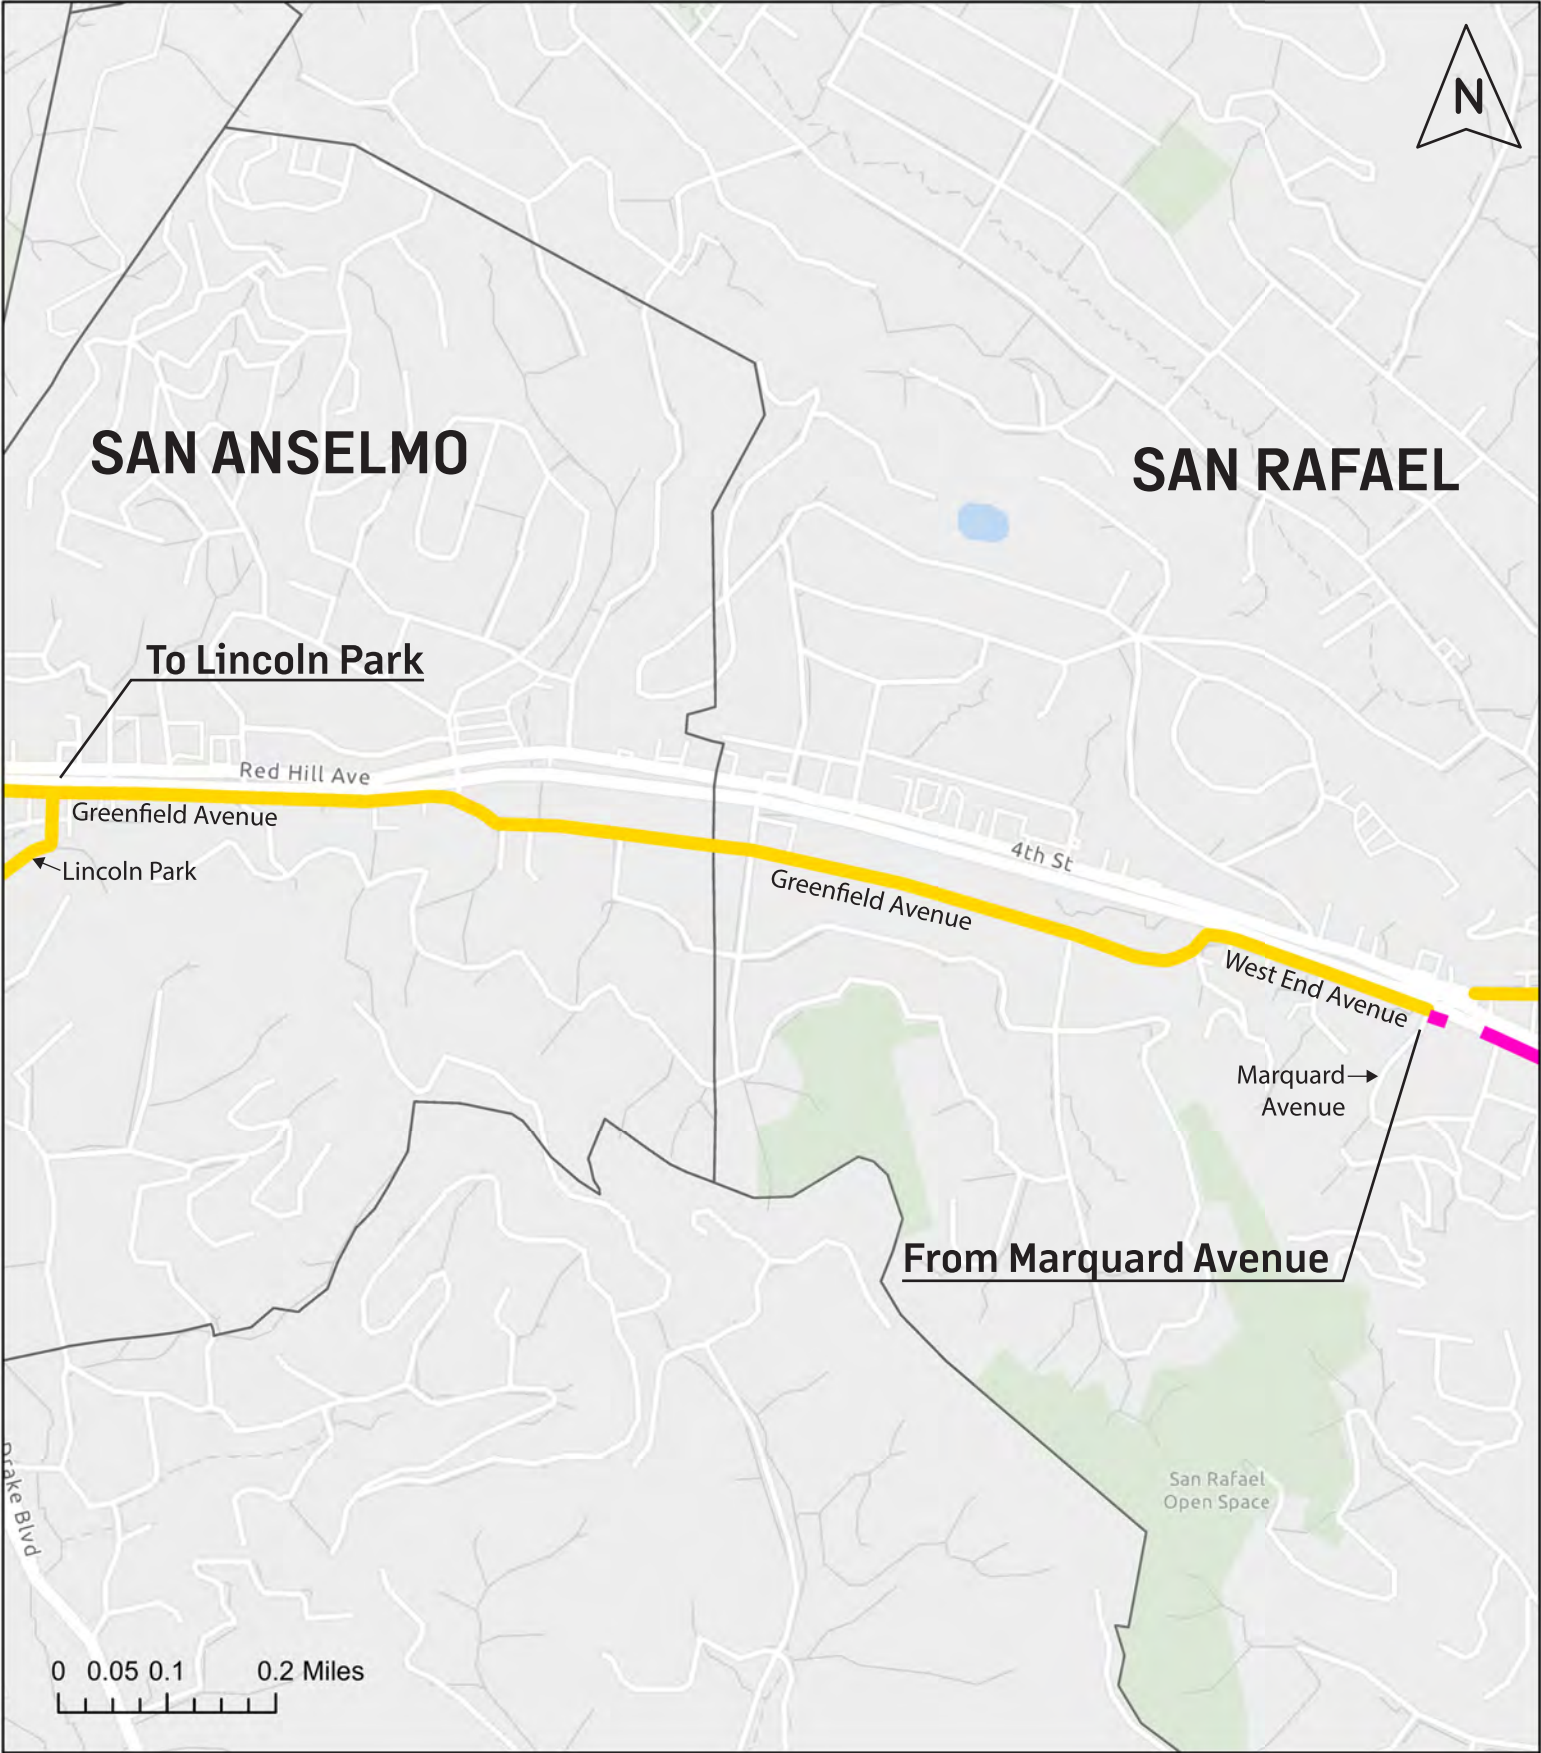 N
SAN ANSELMO
SAN RAFAEL
To Lincoln Park
Red Hill Ave
Greenfield Avenue
Lincoln Park
4th St
Greenfield Avenue
West End Avenue
Marquard
Avenue
From Marquard Avenue
San Rafael
Open Space
Drake Blvd
0 0.05 0.1 0.2 Miles